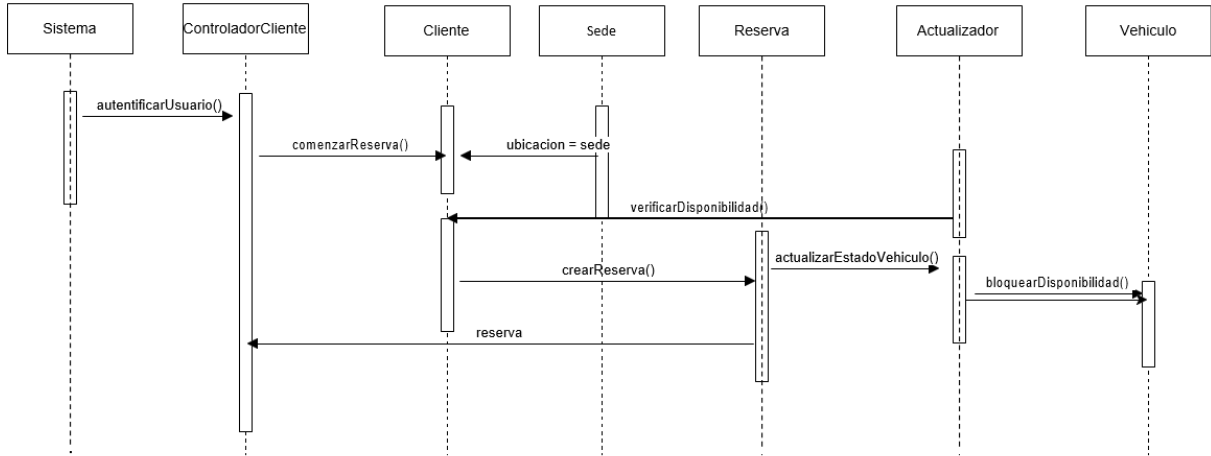 Sistema
ControladorCliente
Cliente
Sede
Reserva
Actualizador
Vehiculo
autentificarUsuario()
comenzarReserva()
ubicacion = sede
verificarDisponibilidad()
actualizarEstadoVehiculo()
crearReserva()
bloquearDisponibilidad()
reserva